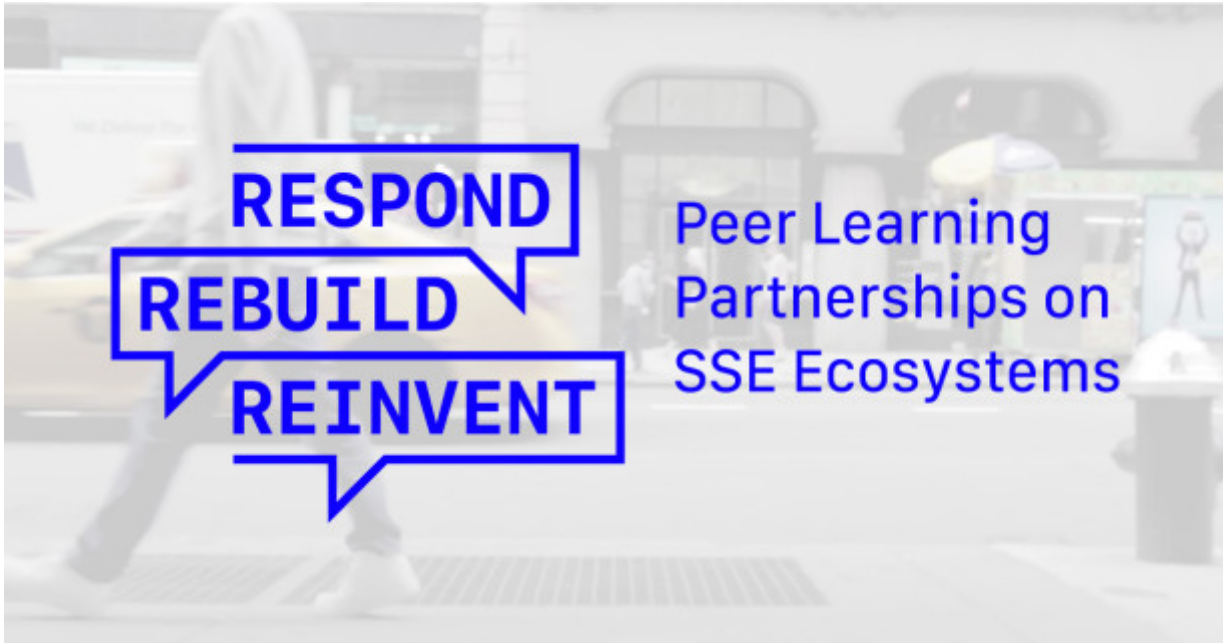 RESPOND
REBUILD
REINVENT
Peer Learning
Partnerships on
SSE Ecosystems